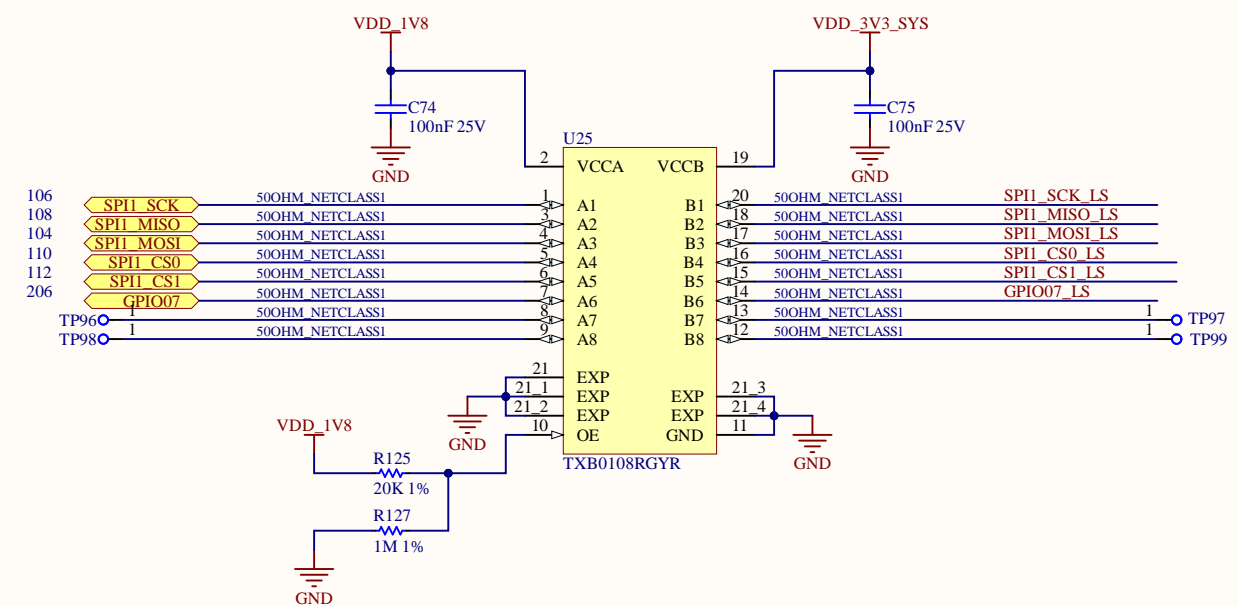 VDD_1V8
VDD_3V3_SYS
C74
100nF 25V
GND
C75
100nF 25V
GND
U25
2 VCCA VCCB 19
106 SPI1_SCK 50OHM_NETCLASS1 1 A1 B1 20 50OHM_NETCLASS1 SPI1_SCK_LS
108 SPI1_MISO 50OHM_NETCLASS1 3 A2 B2 18 50OHM_NETCLASS1 SPI1_MISO_LS
104 SPI1_MOSI 50OHM_NETCLASS1 4 A3 B3 17 50OHM_NETCLASS1 SPI1_MOSI_LS
110 SPI1_CS0 50OHM_NETCLASS1 5 A4 B4 16 50OHM_NETCLASS1 SPI1_CS0_LS
112 SPI1_CS1 50OHM_NETCLASS1 6 A5 B5 15 50OHM_NETCLASS1 SPI1_CS1_LS
206 GPIO07 50OHM_NETCLASS1 7 A6 B6 14 50OHM_NETCLASS1 GPIO07_LS
TP96 1 50OHM_NETCLASS1 8 A7 B7 13 50OHM_NETCLASS1 1 TP97
TP98 1 50OHM_NETCLASS1 9 A8 B8 12 50OHM_NETCLASS1 1 TP99
21 EXP
21_1 EXP EXP 21_3
21_2 EXP EXP 21_4
10 OE GND 11
GND
GND
TXB0108RGYR
VDD_1V8
R125
20K 1%
R127
1M 1%
GND